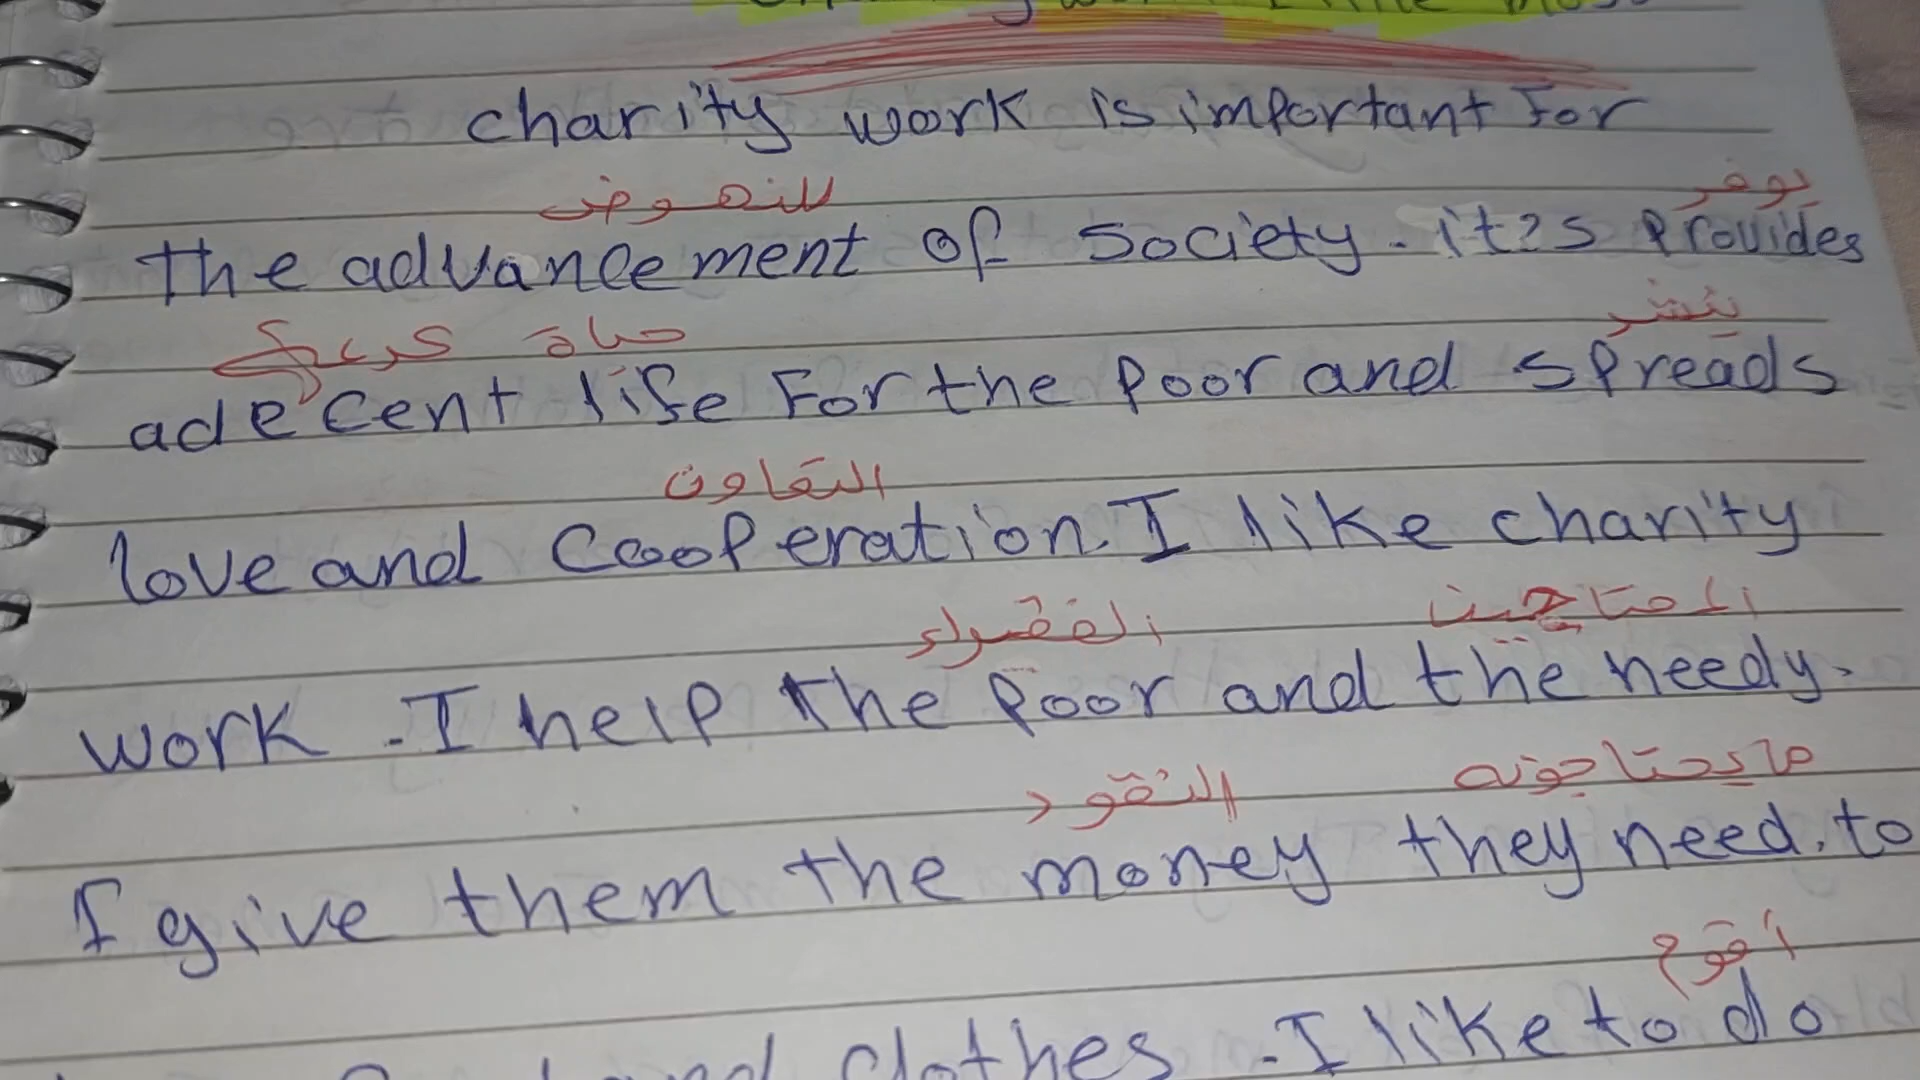 charity work is important For
للنهوض يوفر
the advancement of society. it's provides
حياة كريمة ينشر
adecent life For the poor and spreads
التعاون
love and cooperation. I like charity
الفقراء المحتاجين
work. I help the poor and the needy.
النقود ما يحتاجونه
I give them the money they need. to
أقوم
and clothes. I like to do